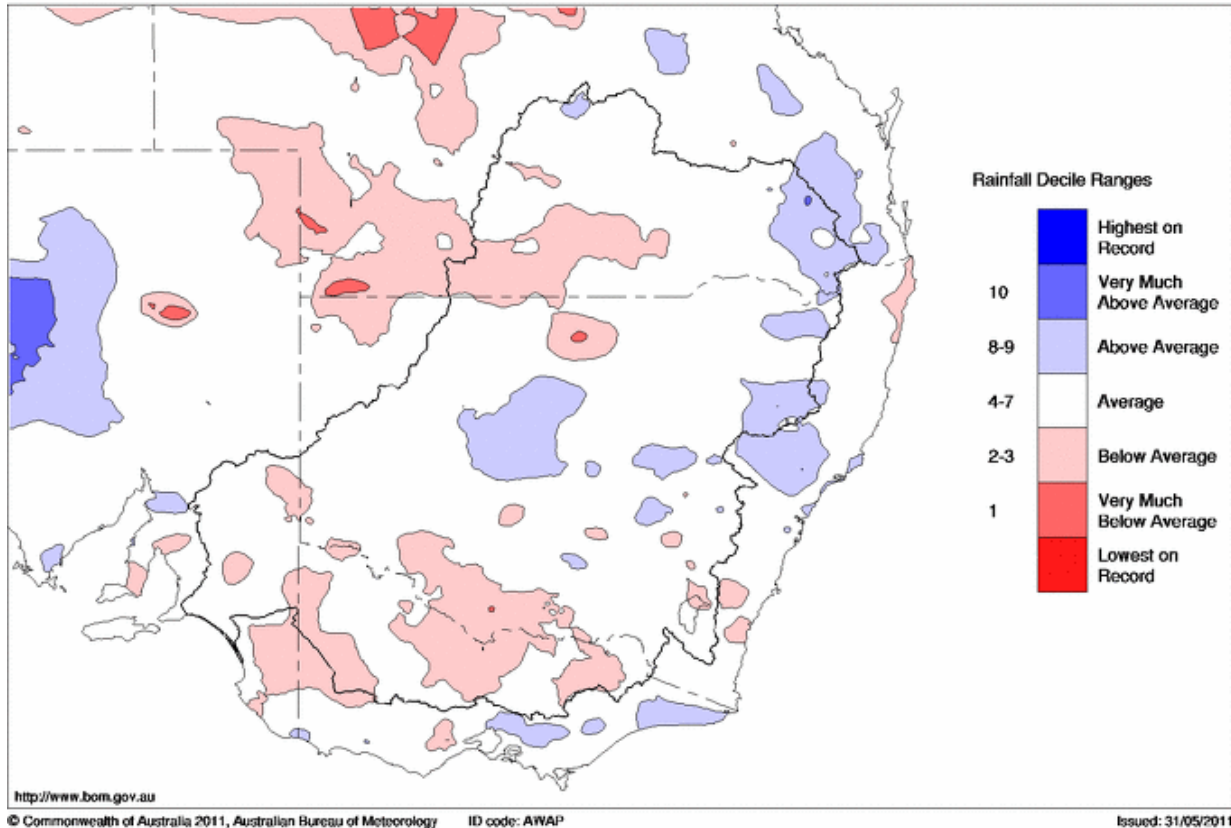 Rainfall Decile Ranges
Highest on
Record
10
Very Much
Above Average
8-9
Above Average
4-7
Average
2-3
Below Average
1
Very Much
Below Average
Lowest on
Record
http://www.bom.gov.au
© Commonwealth of Australia 2011, Australian Bureau of Meteorology ID code: AWAP Issued: 31/05/2011